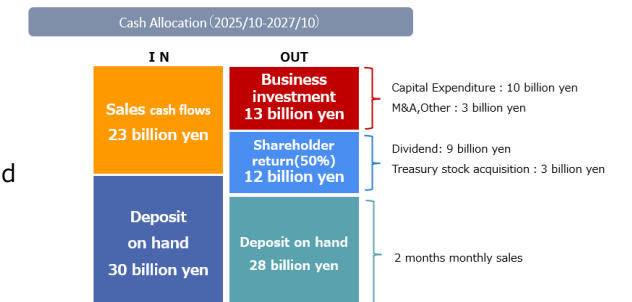 Cash Allocation（2025/10-2027/10）
I N
OUT
Sales cash flows
23 billion yen
Business
investment
13 billion yen
Capital Expenditure : 10 billion yen
M&A,Other : 3 billion yen
Shareholder
return(50%)
12 billion yen
Dividend: 9 billion yen
Treasury stock acquisition : 3 billion yen
d
Deposit
on hand
30 billion yen
Deposit on hand
28 billion yen
2 months monthly sales